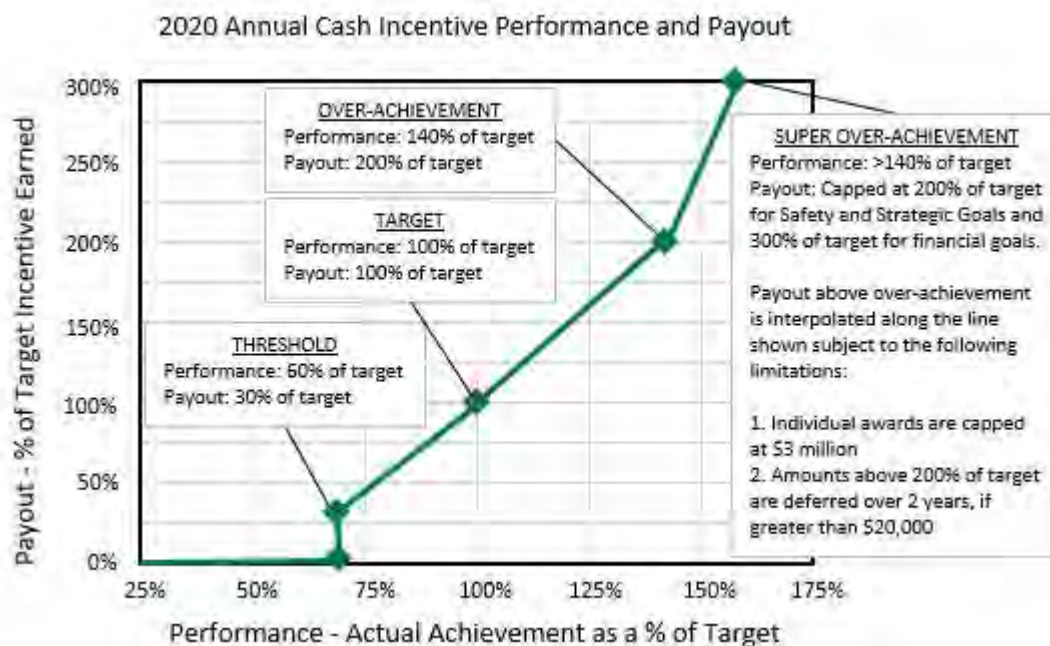 2020 Annual Cash Incentive Performance and Payout
Payout - % of Target Incentive Earned
300%
250%
200%
150%
100%
50%
0%
OVER-ACHIEVEMENT
Performance: 140% of target
Payout: 200% of target
TARGET
Performance: 100% of target
Payout: 100% of target
THRESHOLD
Performance: 60% of target
Payout: 30% of target
SUPER OVER-ACHIEVEMENT
Performance: >140% of target
Payout: Capped at 200% of target
for Safety and Strategic Goals and
300% of target for financial goals.
Payout above over-achievement
is interpolated along the line
shown subject to the following
limitations:
1. Individual awards are capped
at $3 million
2. Amounts above 200% of target
are deferred over 2 years, if
greater than $20,000
25%
50%
75%
100%
125%
150%
175%
Performance - Actual Achievement as a % of Target